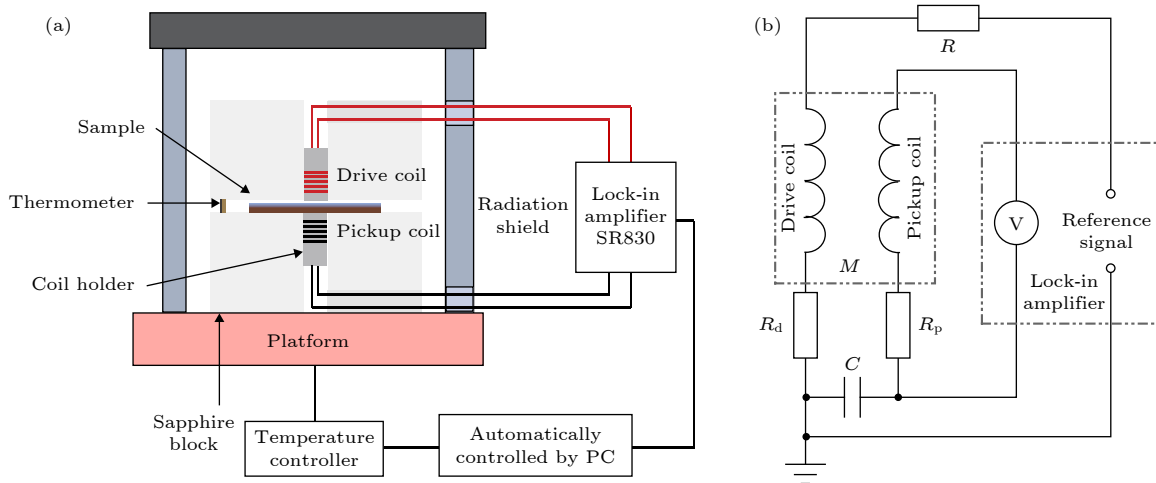 (a)
Sample
Thermometer
Coil holder
Drive coil
Pickup coil
Radiation
shield
Lock-in
amplifier
SR830
Platform
Sapphire
block
Temperature
controller
Automatically
controlled by PC
(b)
R
Drive coil
Pickup coil
M
V
Reference
signal
Lock-in
amplifier
Rd
Rp
C